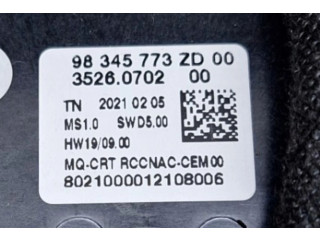 98 345 773 ZD 00
3526.0702 00
TN 2021 02 05
MS1.0 SWD5.00
HW19/09.00
MQ-CRT RCCNAC-CEM00
8021000012108006